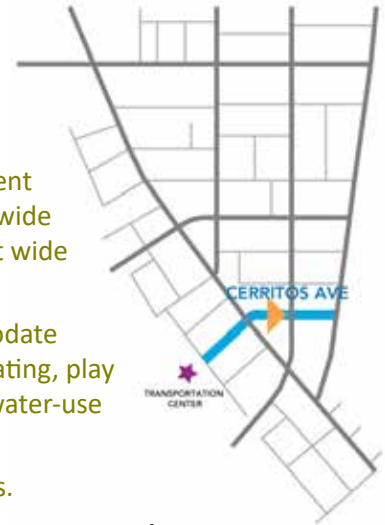 ent
wide
t wide
odate
ating, play
water-use
s.
CERRITOS AVE
TRANSPORTATION
CENTER